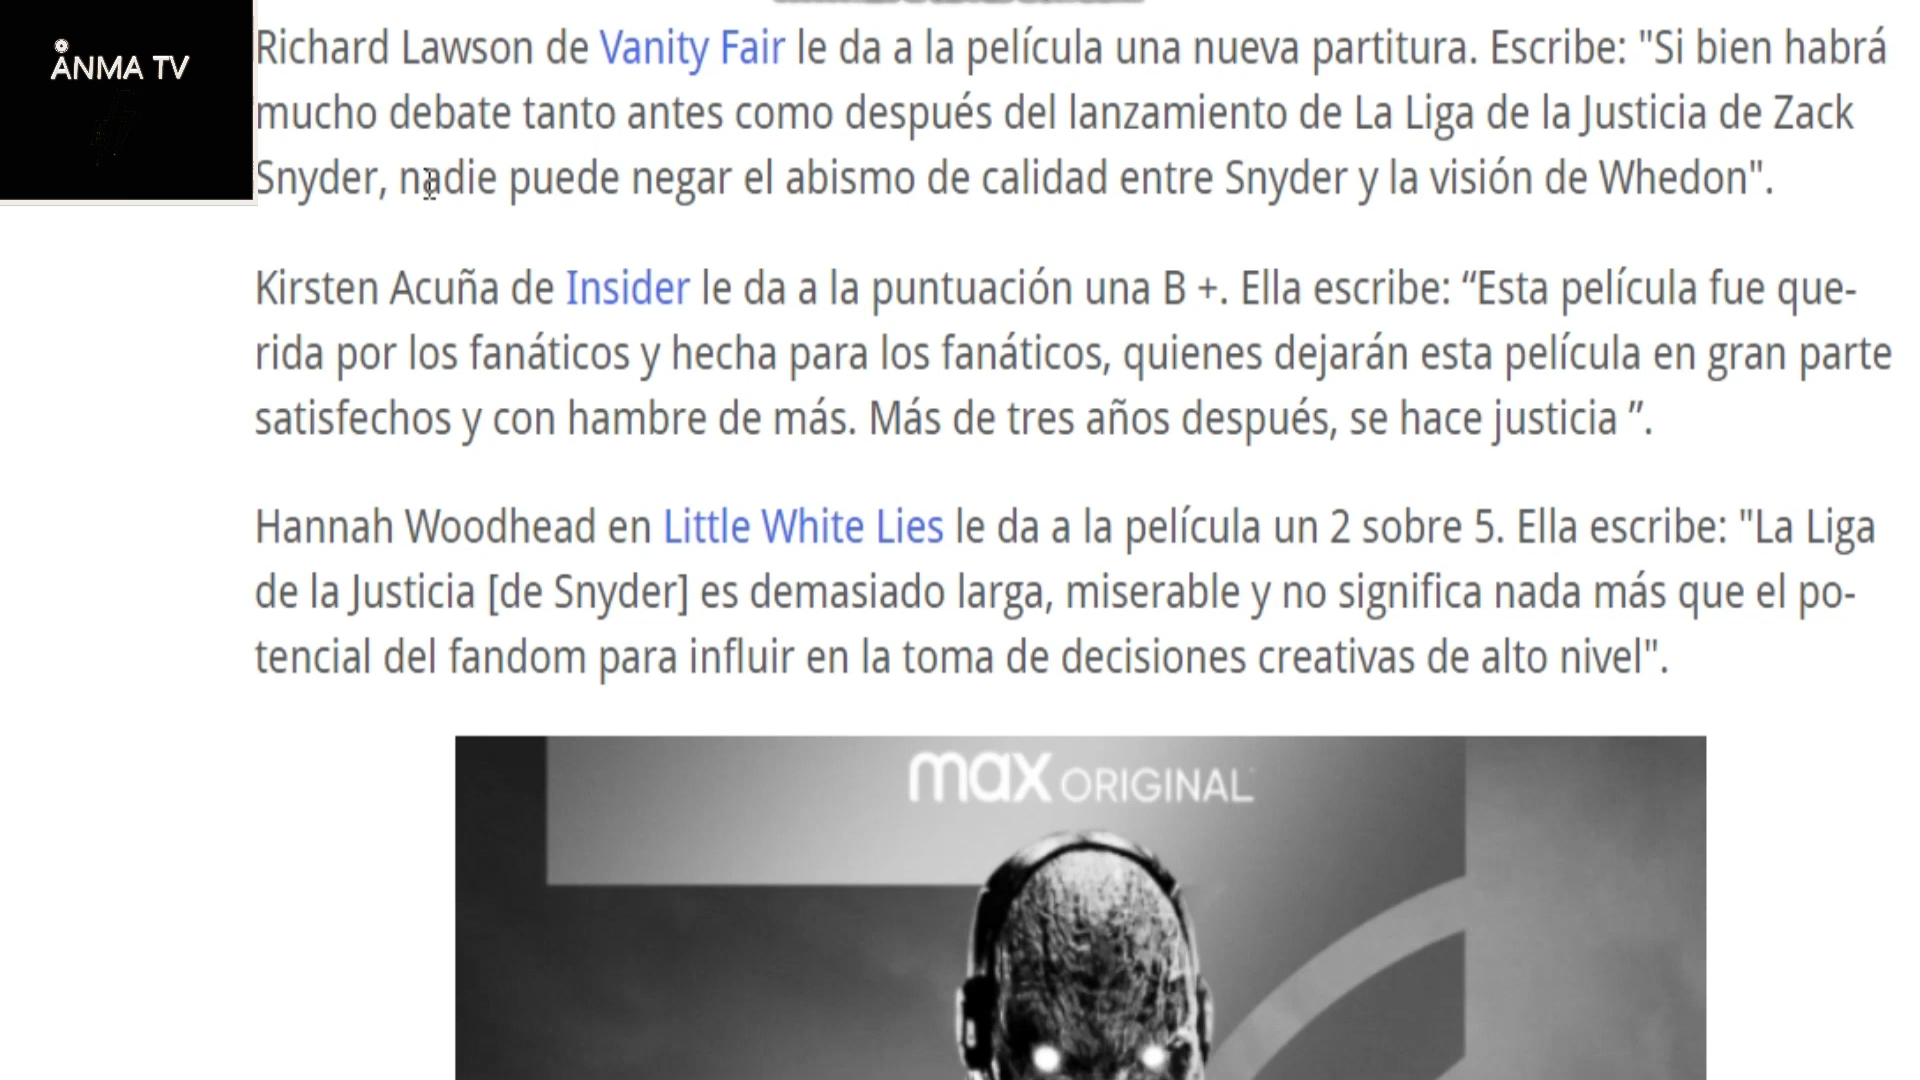 ANMA TV
Richard Lawson de Vanity Fair le da a la película una nueva partitura. Escribe: "Si bien habrá
mucho debate tanto antes como después del lanzamiento de La Liga de la Justicia de Zack
Snyder, nadie puede negar el abismo de calidad entre Snyder y la visión de Whedon".
Kirsten Acuña de Insider le da a la puntuación una B +. Ella escribe: “Esta película fue que-
rida por los fanáticos y hecha para los fanáticos, quienes dejarán esta película en gran parte
satisfechos y con hambre de más. Más de tres años después, se hace justicia ”.
Hannah Woodhead en Little White Lies le da a la película un 2 sobre 5. Ella escribe: "La Liga
de la Justicia [de Snyder] es demasiado larga, miserable y no significa nada más que el po-
tencial del fandom para influir en la toma de decisiones creativas de alto nivel".
max ORIGINAL